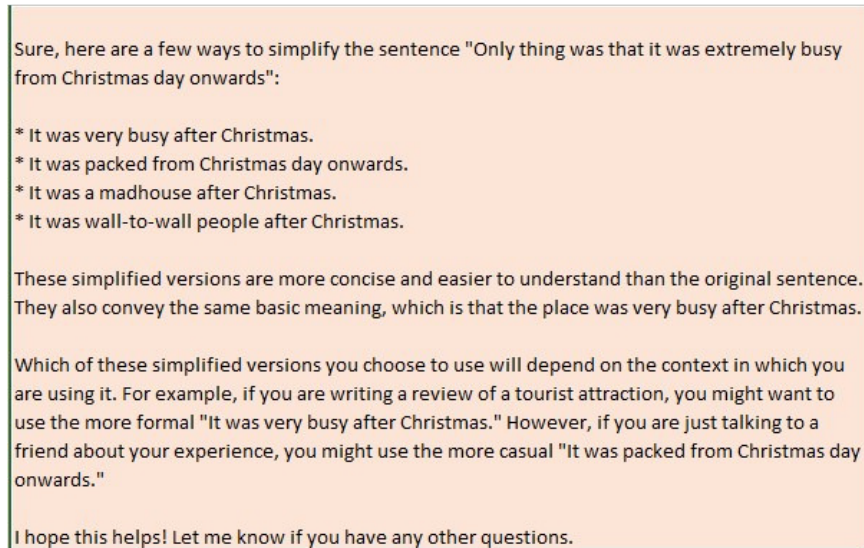 Sure, here are a few ways to simplify the sentence "Only thing was that it was extremely busy
from Christmas day onwards":
* It was very busy after Christmas.
* It was packed from Christmas day onwards.
* It was a madhouse after Christmas.
* It was wall-to-wall people after Christmas.
These simplified versions are more concise and easier to understand than the original sentence.
They also convey the same basic meaning, which is that the place was very busy after Christmas.
Which of these simplified versions you choose to use will depend on the context in which you
are using it. For example, if you are writing a review of a tourist attraction, you might want to
use the more formal "It was very busy after Christmas." However, if you are just talking to a
friend about your experience, you might use the more casual "It was packed from Christmas day
onwards."
I hope this helps! Let me know if you have any other questions.